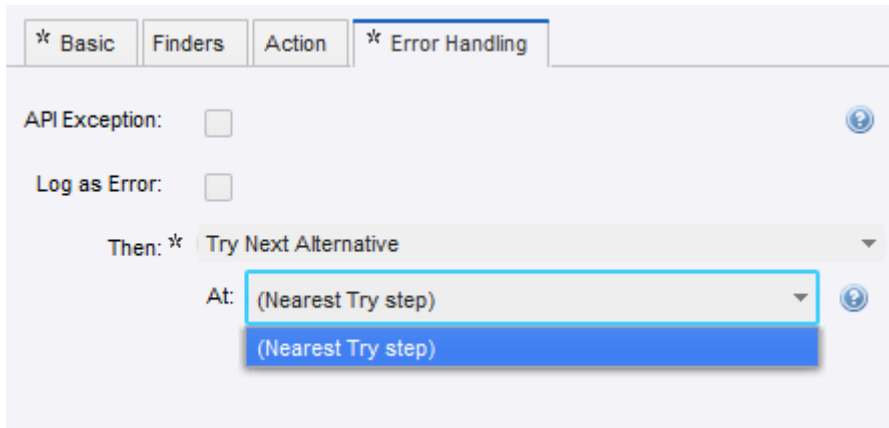 * Basic Finders Action * Error Handling
API Exception:
Log as Error:
Then: * Try Next Alternative
At: (Nearest Try step)
(Nearest Try step)